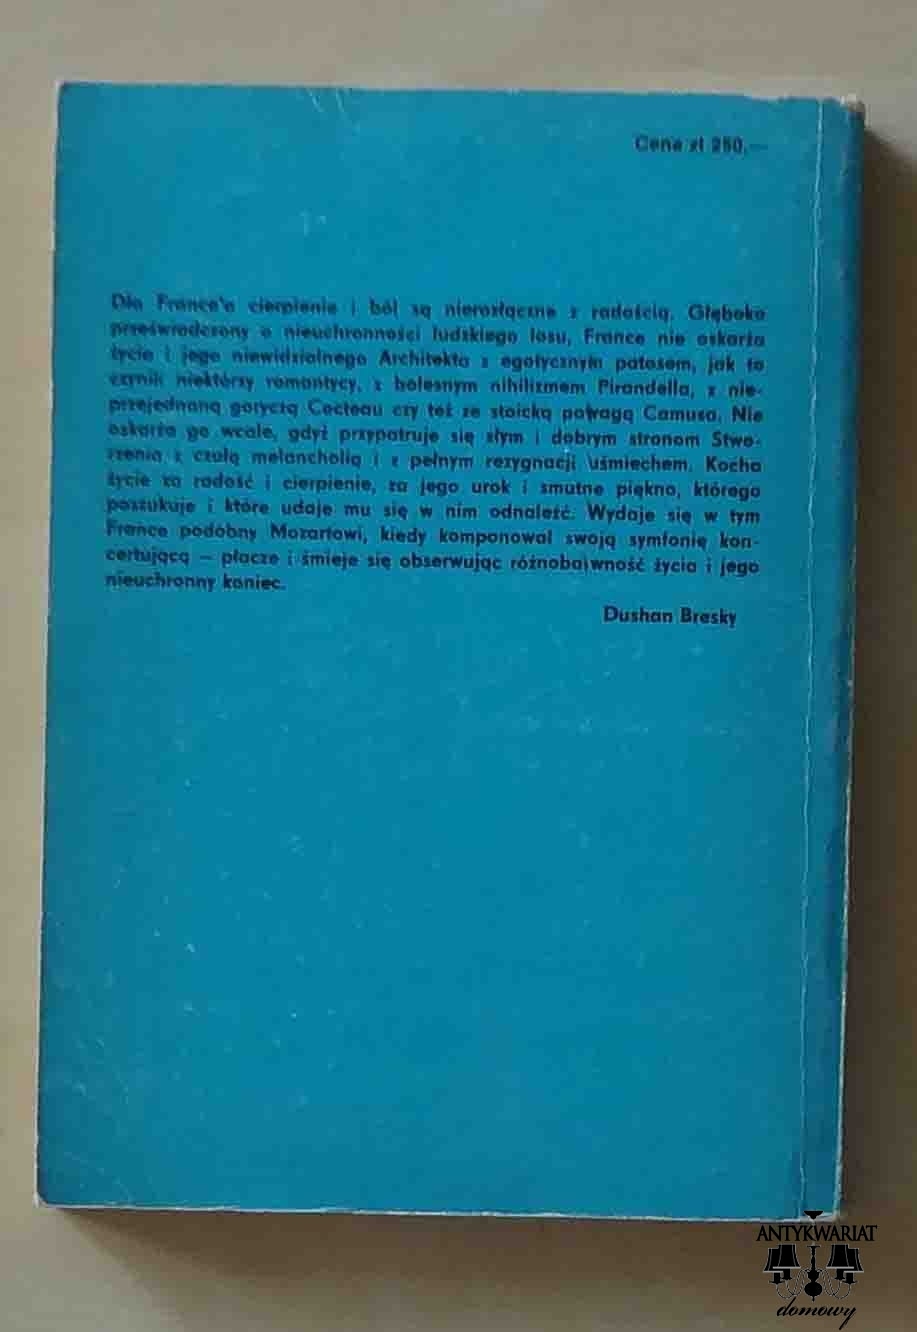 Cena zł 250,—
Dla France'a cierpienie i ból są nierozłączne z radością. Głęboko
przeświadczony o nieuchronności ludzkiego losu, France nie oskarża
życia i jego niewidzialnego Architekta z egotycznym patosem, jak to
czynili niektórzy romantycy, z bolesnym nihilizmem Pirandella, z nie-
przejednaną goryczą Cocteau czy też ze stoicką powagą Camusa. Nie
oskarża go wcale, gdyż przypatruje się złym i dobrym stronom Stwo-
rzenia z czułą melancholią i z pełnym rezygnacji uśmiechem. Kocha
życie za radość i cierpienie, za jego urok i smutne piękno, którego
poszukuje i które udaje mu się w nim odnaleźć. Wydaje się w tym
France podobny Mozartowi, kiedy komponował swoją symfonię kon-
certującą — płacze i śmieje się obserwując różnobarwność życia i jego
nieuchronny koniec.
Dushan Bresky
ANTYKWARIAT
domowy